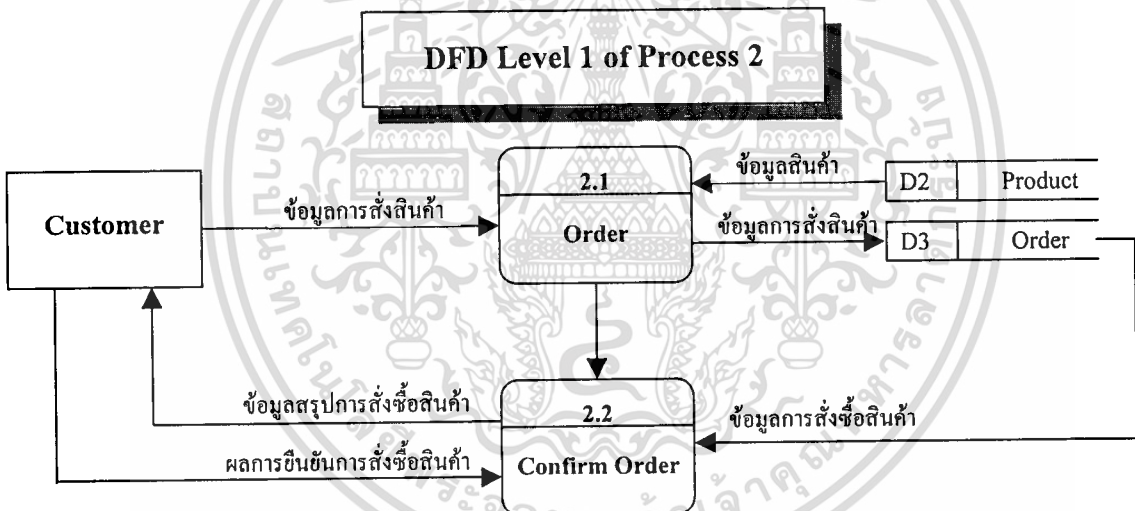 DFD Level 1 of Process 2
Customer
ข้อมูลการสั่งสินค้า
2.1
Order
ข้อมูลสินค้า
D2 Product
ข้อมูลการสั่งสินค้า
D3 Order
ข้อมูลสรุปการสั่งซื้อสินค้า
ผลการยืนยันการสั่งซื้อสินค้า
2.2
Confirm Order
ข้อมูลการสั่งซื้อสินค้า